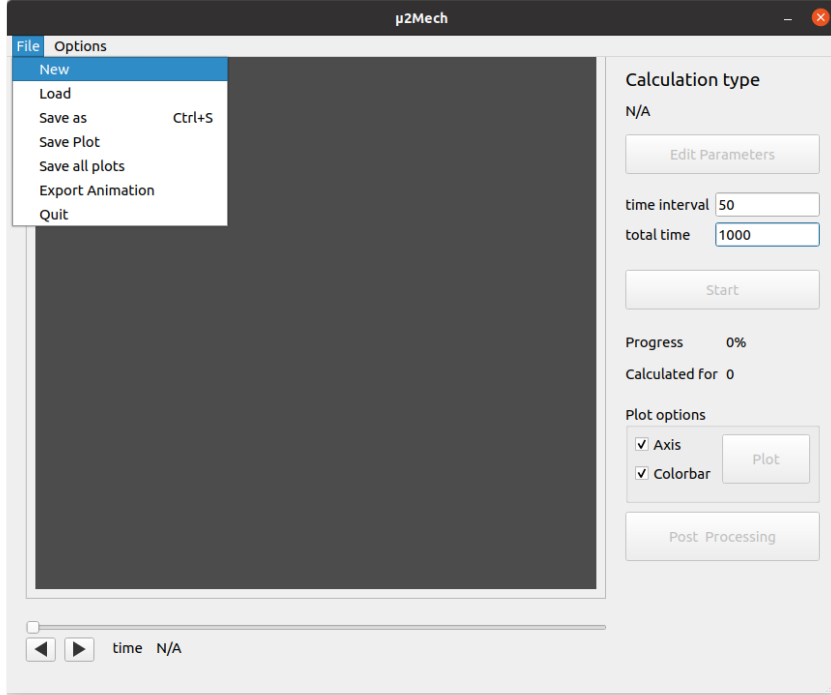 μ2Mech
File Options
New
Load
Save as Ctrl+S
Save Plot
Save all plots
Export Animation
Quit
Calculation type
N/A
Edit Parameters
time interval 50
total time 1000
Start
Progress 0%
Calculated for 0
Plot options
Axis
Colorbar
Plot
Post Processing
time N/A